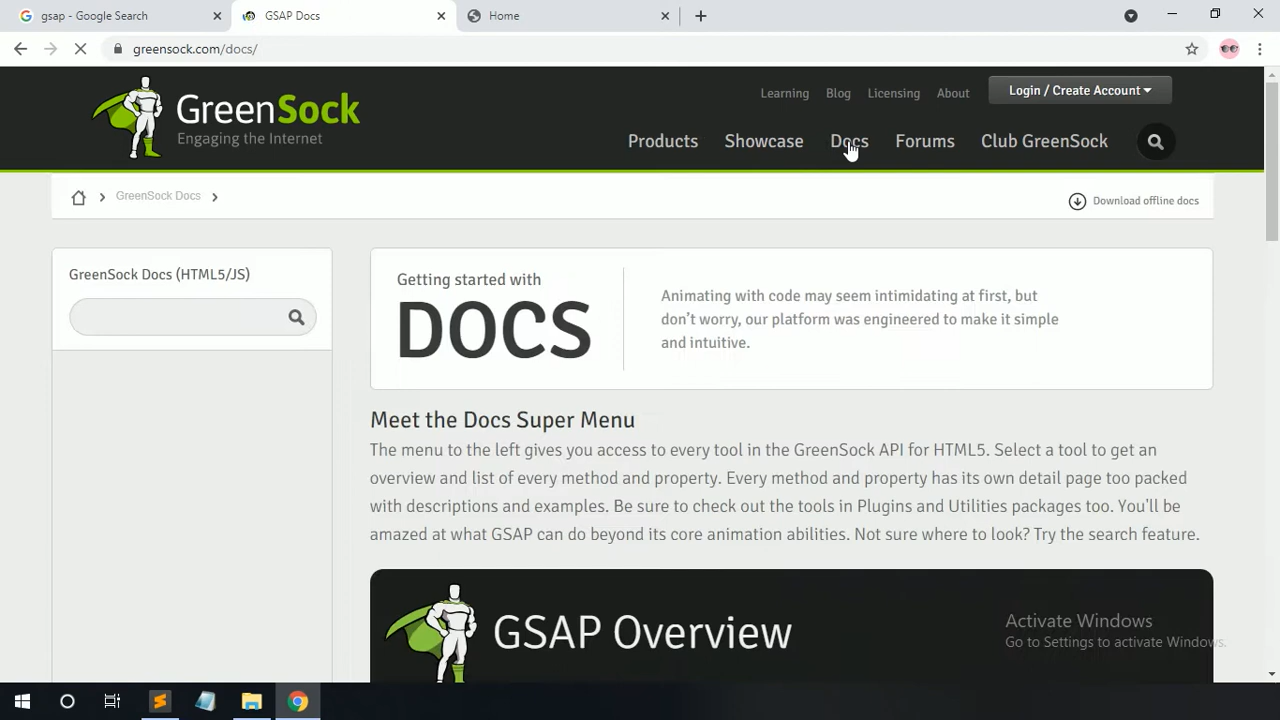 gsap - Google Search
GSAP Docs
Home
greensock.com/docs/
GreenSock
Engaging the Internet
Learning
Blog
Licensing
About
Login / Create Account
Products
Showcase
Docs
Forums
Club GreenSock
GreenSock Docs
Download offline docs
GreenSock Docs (HTML5/JS)
Getting started with
DOCS
Animating with code may seem intimidating at first, but
don't worry, our platform was engineered to make it simple
and intuitive.
Meet the Docs Super Menu
The menu to the left gives you access to every tool in the GreenSock API for HTML5. Select a tool to get an
overview and list of every method and property. Every method and property has its own detail page too packed
with descriptions and examples. Be sure to check out the tools in Plugins and Utilities packages too. You'll be
amazed at what GSAP can do beyond its core animation abilities. Not sure where to look? Try the search feature.
GSAP Overview
Activate Windows
Go to Settings to activate Windows.